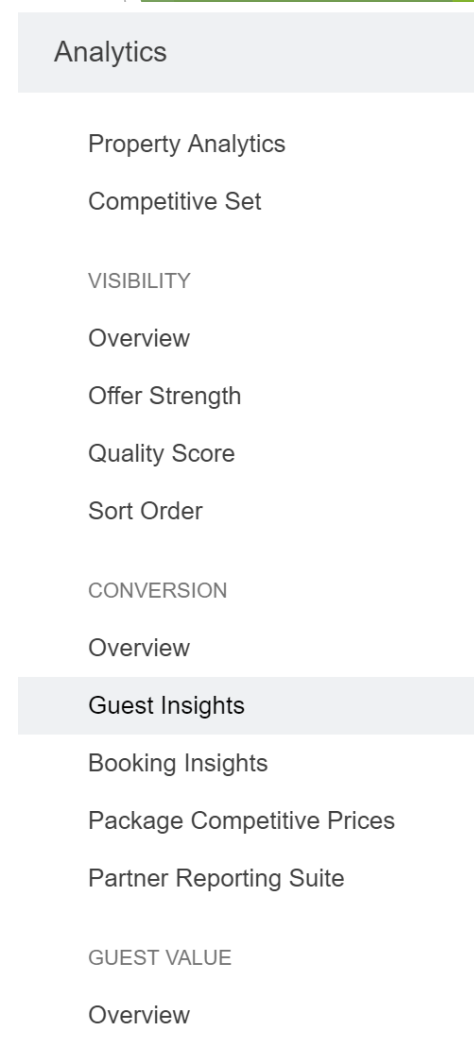 Analytics
Property Analytics
Competitive Set
VISIBILITY
Overview
Offer Strength
Quality Score
Sort Order
CONVERSION
Overview
Guest Insights
Booking Insights
Package Competitive Prices
Partner Reporting Suite
GUEST VALUE
Overview